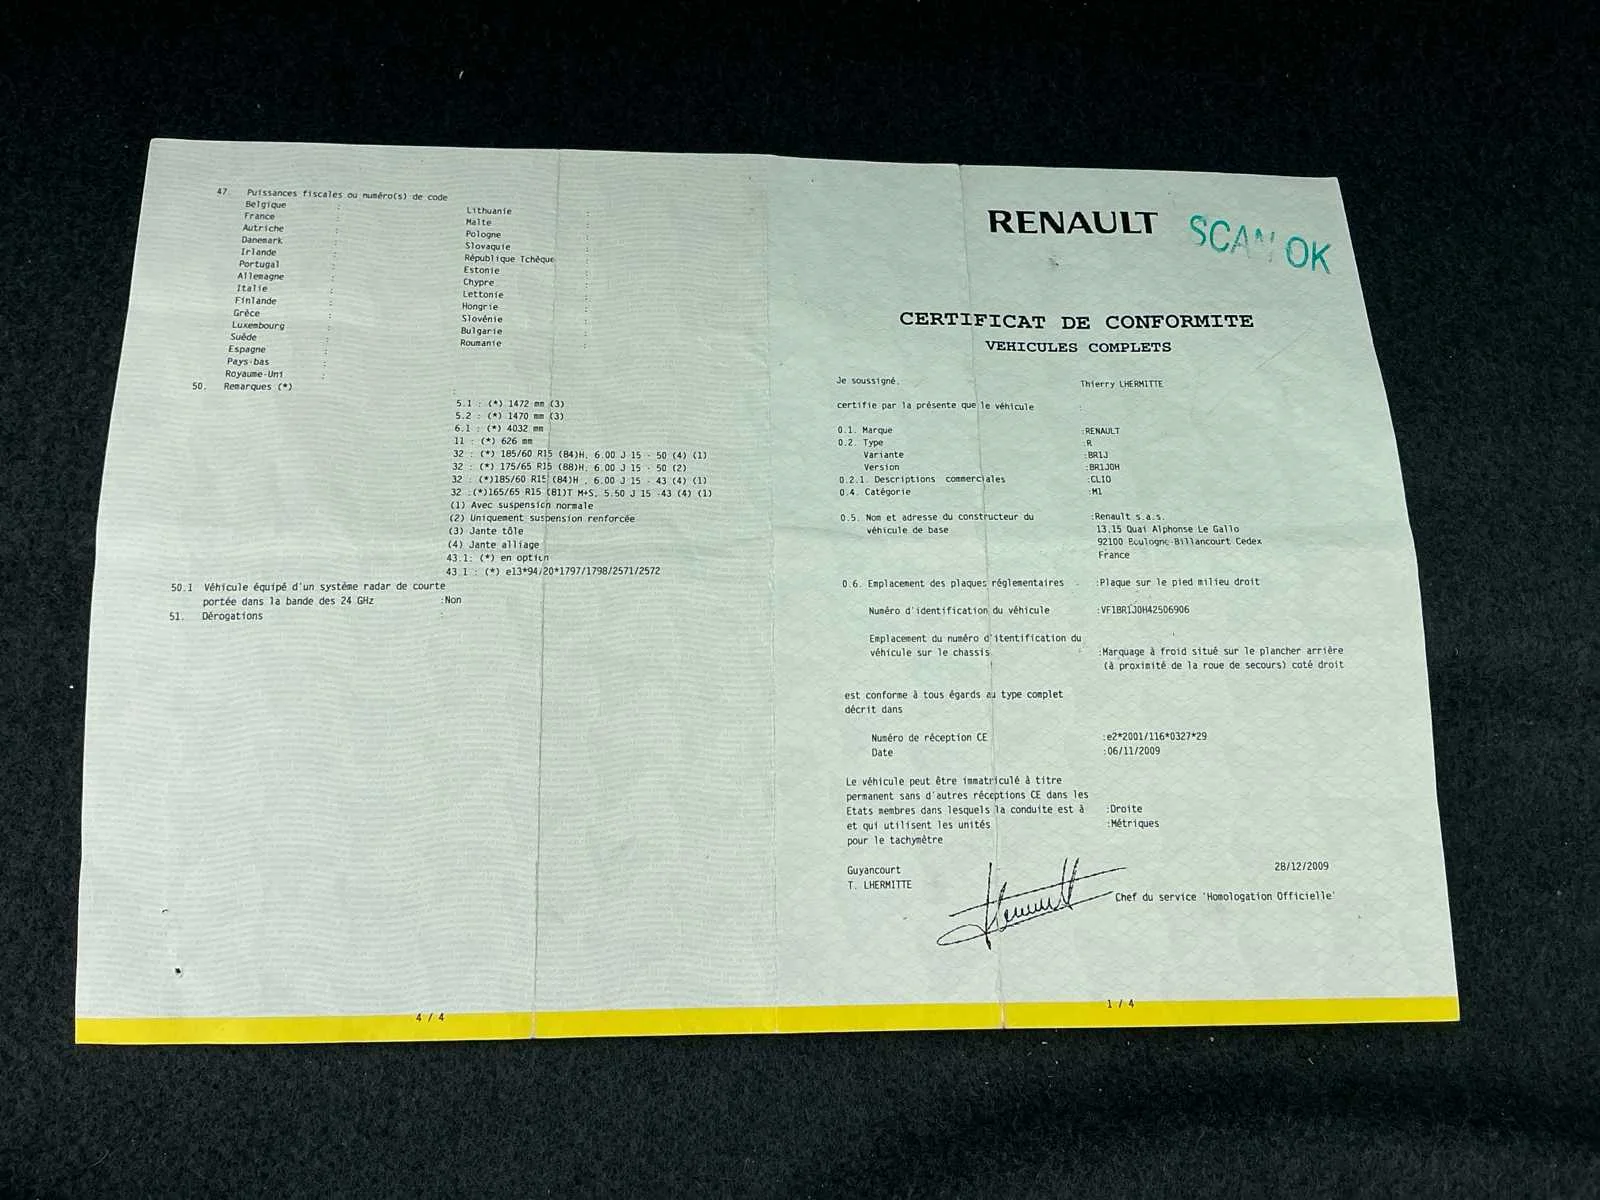 47. Puissances fiscales ou numéro(s) de code
Belgique :
France :
Autriche :
Danemark :
Irlande :
Portugal :
Allemagne :
Italie :
Finlande :
Grèce :
Luxembourg :
Suède :
Espagne :
Pays-bas :
Royaume-Uni :
Lithuanie :
Malte :
Pologne :
Slovaquie :
République Tchèque :
Estonie :
Chypre :
Lettonie :
Hongrie :
Slovénie :
Bulgarie :
Roumanie :
50. Remarques (*) :
5.1 : (*) 1472 mm (3)
5.2 : (*) 1470 mm (3)
6.1 : (*) 4032 mm
11 : (*) 626 mm
32 : (*) 185/60 R15 (84)H, 6.00 J 15 - 50 (4) (1)
32 : (*) 175/65 R15 (88)H, 6.00 J 15 - 50 (2)
32 : (*)185/60 R15 (84)H , 6.00 J 15 - 43 (4) (1)
32 :(*)165/65 R15 (81)T M+S, 5.50 J 15 -43 (4) (1)
(1) Avec suspension normale
(2) Uniquement suspension renforcée
(3) Jante tôle
(4) Jante alliage
43.1: (*) en option
43.1 : (*) e13*94/20*1797/1798/2571/2572
50.1 Véhicule équipé d'un système radar de courte
portée dans la bande des 24 GHz :Non
51. Dérogations :
4 / 4
RENAULT
SCAN OK
CERTIFICAT DE CONFORMITE
VEHICULES COMPLETS
Je soussigné, Thierry LHERMITTE
certifie par la présente que le véhicule :
0.1. Marque :RENAULT
0.2. Type :R
Variante :BR1J
Version :BR1J0H
0.2.1. Descriptions commerciales :CLIO
0.4. Catégorie :M1
0.5. Nom et adresse du constructeur du :Renault s.a.s.
véhicule de base 13,15 Quai Alphonse Le Gallo
92100 Boulogne-Billancourt Cedex
France
0.6. Emplacement des plaques réglementaires :Plaque sur le pied milieu droit
Numéro d'identification du véhicule :VF1BR1J0H42506906
Emplacement du numéro d'itentification du
véhicule sur le chassis :Marquage à froid situé sur le plancher arrière
(à proximité de la roue de secours) coté droit
est conforme à tous égards au type complet
décrit dans
Numéro de réception CE :e2*2001/116*0327*29
Date :06/11/2009
Le véhicule peut être immatriculé à titre
permanent sans d'autres réceptions CE dans les
Etats membres dans lesquels la conduite est à :Droite
et qui utilisent les unités :Métriques
pour le tachymètre
Guyancourt 28/12/2009
T. LHERMITTE
Chef du service 'Homologation Officielle'
1 / 4